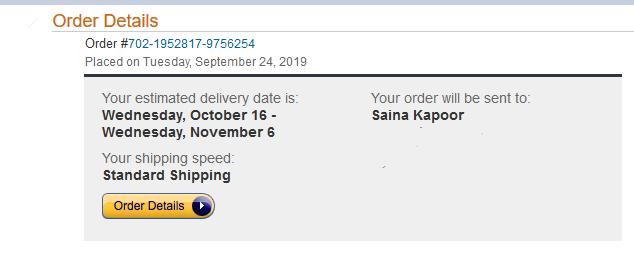 Order Details
Order #702-1952817-9756254
Placed on Tuesday, September 24, 2019
Your estimated delivery date is:
Wednesday, October 16 -
Wednesday, November 6
Your shipping speed:
Standard Shipping
Order Details
Your order will be sent to:
Saina Kapoor